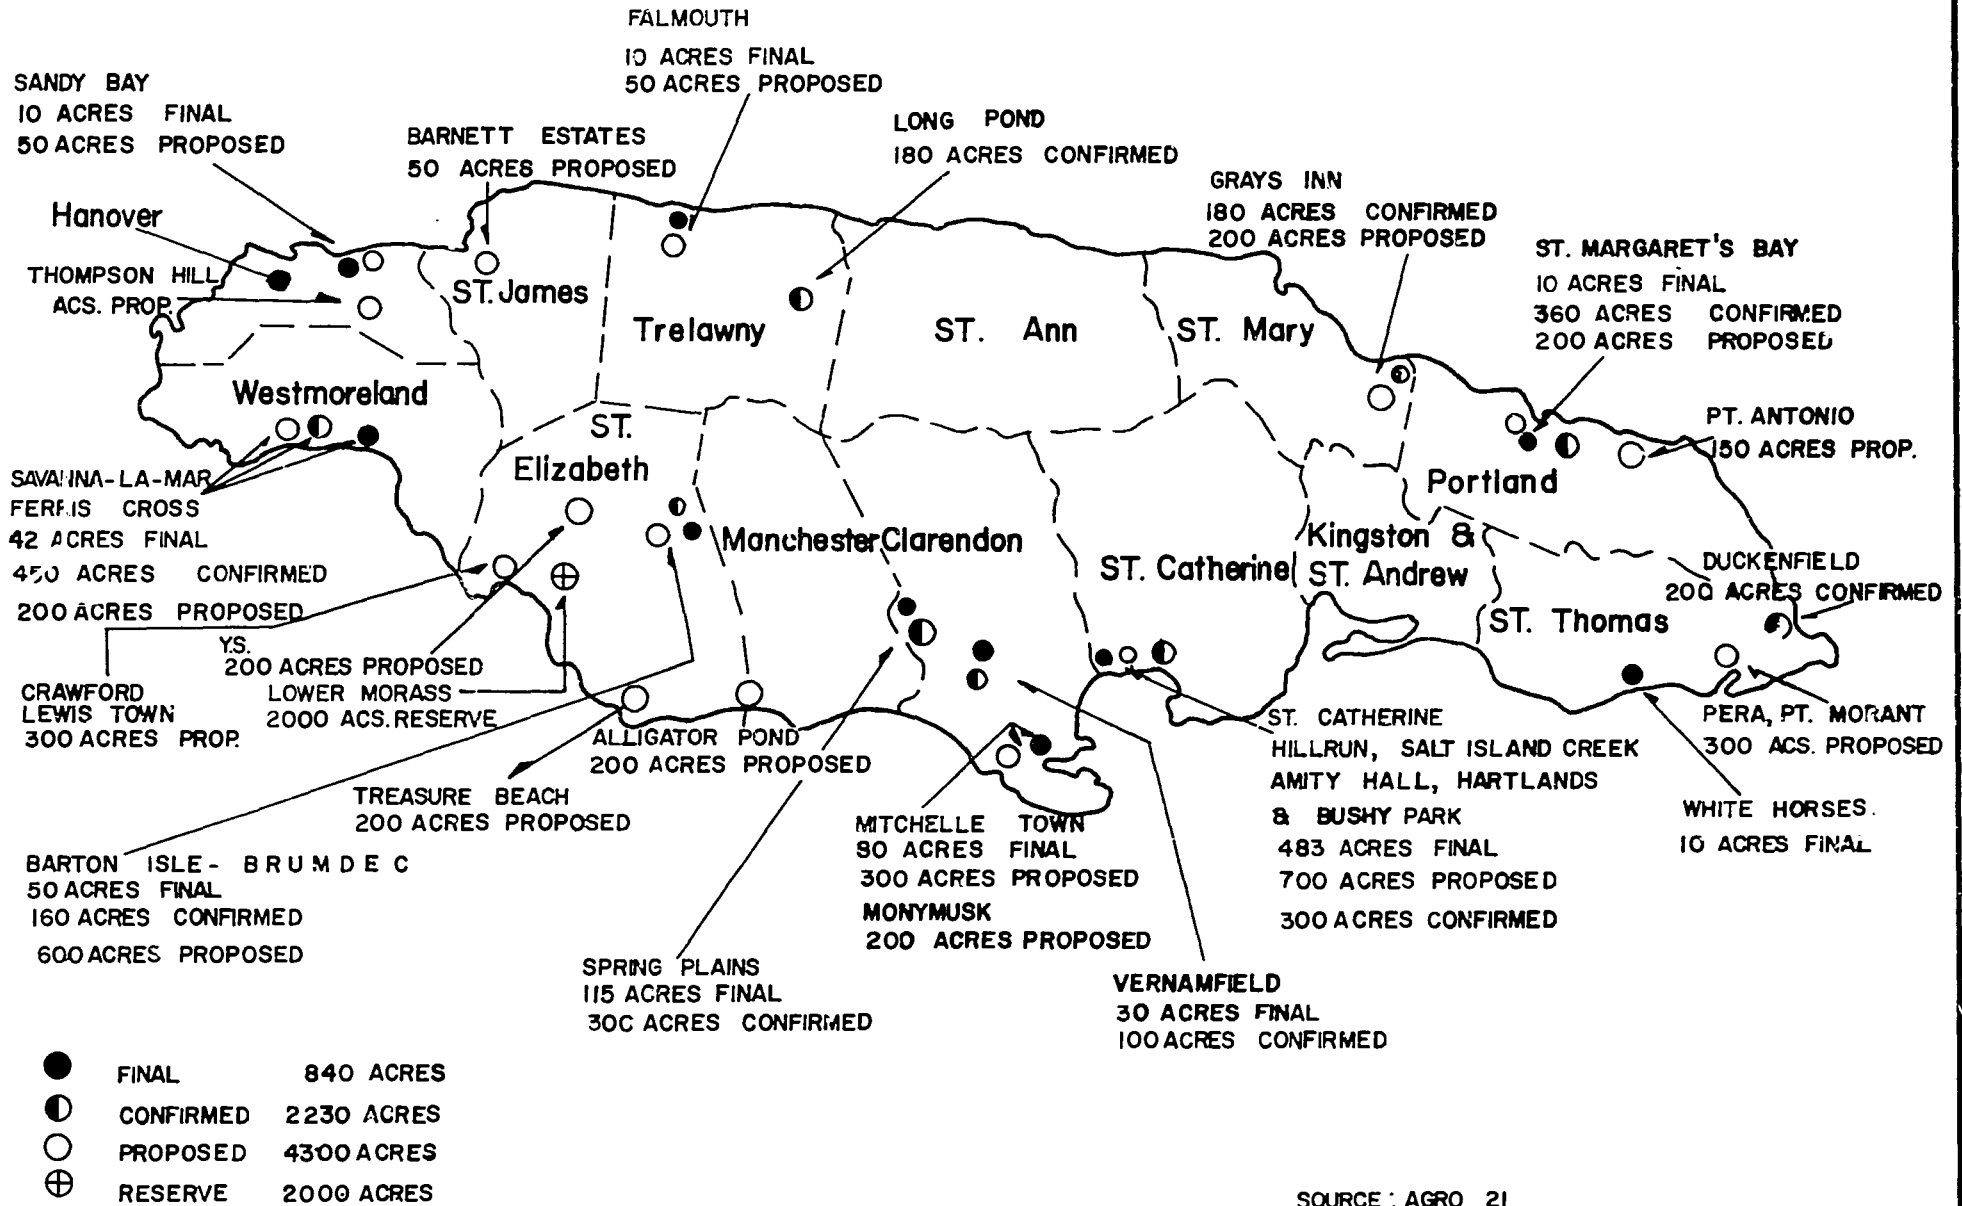 FALMOUTH
10 ACRES FINAL
50 ACRES PROPOSED
SANDY BAY
10 ACRES FINAL
50 ACRES PROPOSED
BARNETT ESTATES
50 ACRES PROPOSED
LONG POND
180 ACRES CONFIRMED
GRAYS INN
180 ACRES CONFIRMED
200 ACRES PROPOSED
ST. MARGARET'S BAY
10 ACRES FINAL
360 ACRES CONFIRMED
200 ACRES PROPOSED
Hanover
THOMPSON HILL
ACS. PROP.
ST. James
Trelawny
ST. Ann
ST. Mary
Westmoreland
ST.
Elizabeth
PT. ANTONIO
150 ACRES PROP.
Portland
SAVANNA-LA-MAR
FERRIS CROSS
42 ACRES FINAL
450 ACRES CONFIRMED
200 ACRES PROPOSED
Manchester
Clarendon
ST. Catherine
Kingston &
ST. Andrew
DUCKENFIELD
200 ACRES CONFIRMED
ST. Thomas
Y.S.
200 ACRES PROPOSED
LOWER MORASS
2000 ACS. RESERVE
CRAWFORD
LEWIS TOWN
300 ACRES PROP.
ALLIGATOR POND
200 ACRES PROPOSED
TREASURE BEACH
200 ACRES PROPOSED
ST. CATHERINE
HILLRUN, SALT ISLAND CREEK
AMITY HALL, HARTLANDS
& BUSHY PARK
483 ACRES FINAL
700 ACRES PROPOSED
300 ACRES CONFIRMED
PERA, PT. MORANT
300 ACS. PROPOSED
WHITE HORSES.
10 ACRES FINAL
BARTON ISLE - BRUMDEC
50 ACRES FINAL
160 ACRES CONFIRMED
600 ACRES PROPOSED
MITCHELLE TOWN
80 ACRES FINAL
300 ACRES PROPOSED
MONYMUSK
200 ACRES PROPOSED
SPRING PLAINS
115 ACRES FINAL
300 ACRES CONFIRMED
VERNAMFIELD
30 ACRES FINAL
100 ACRES CONFIRMED
FINAL 840 ACRES
CONFIRMED 2230 ACRES
PROPOSED 4300 ACRES
RESERVE 2000 ACRES
SOURCE : AGRO 21